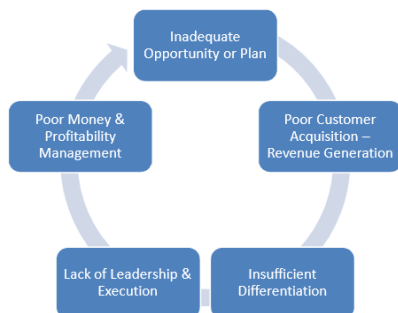 Inadequate
Opportunity or Plan
Poor Customer
Acquisition –
Revenue Generation
Insufficient
Differentiation
Lack of Leadership &
Execution
Poor Money &
Profitability
Management